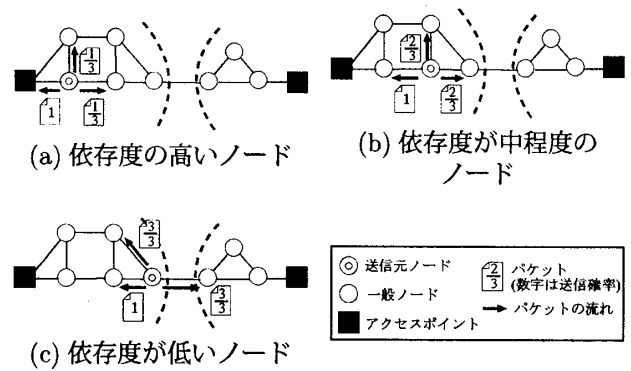 1/3
1
1/3
(a) 依存度の高いノード
2/3
1
2/3
(b) 依存度が中程度の
ノード
3/3
1
3/3
(c) 依存度が低いノード
送信元ノード
一般ノード
アクセスポイント
2/3
パケット
(数字は送信確率)
パケットの流れ